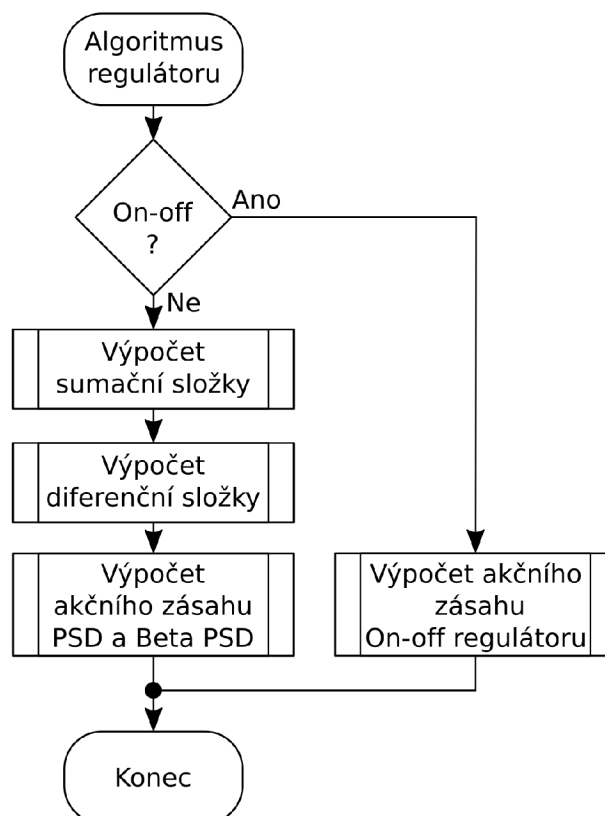 Algoritmus
regulátoru
On-off
?
Ano
Ne
Výpočet
sumační složky
Výpočet
diferenční složky
Výpočet
akčního zásahu
PSD a Beta PSD
Výpočet akčního
zásahu
On-off regulátoru
Konec